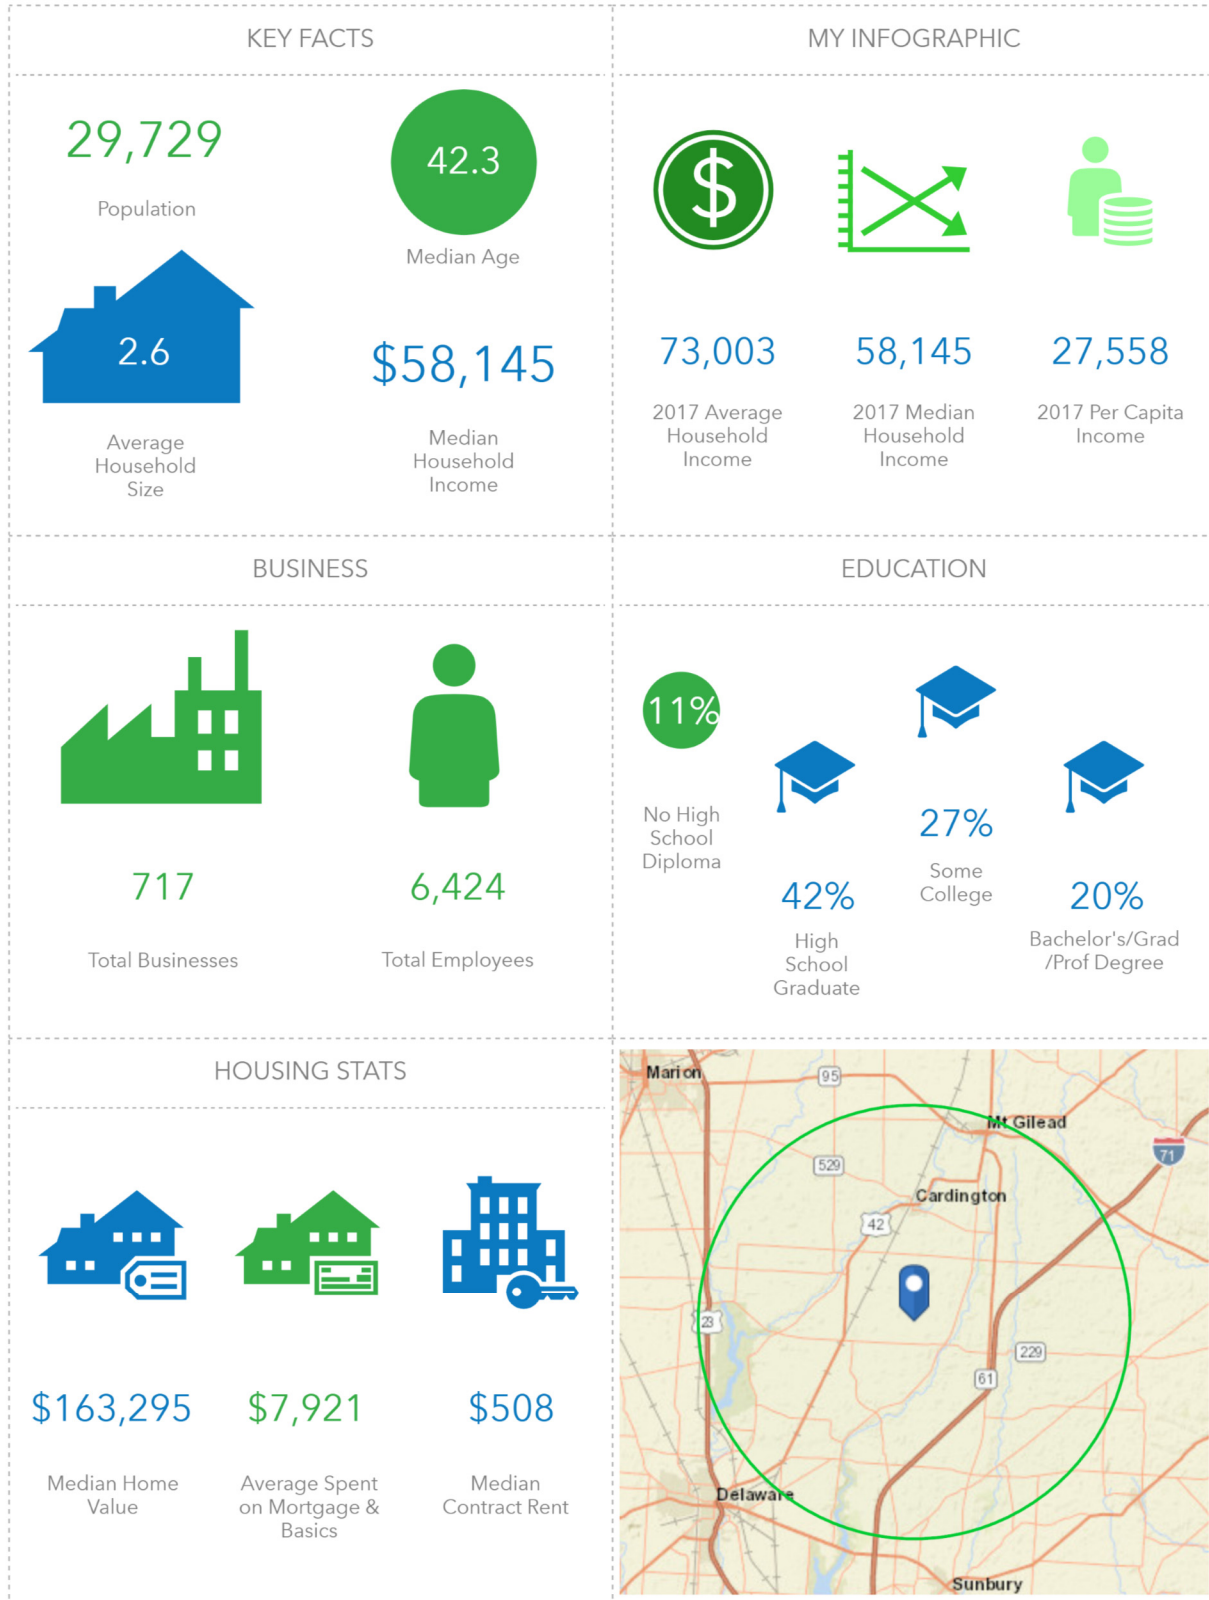 KEY FACTS
29,729
Population
42.3
Median Age
2.6
Average
Household
Size
$58,145
Median
Household
Income
MY INFOGRAPHIC
$
73,003
2017 Average
Household
Income
58,145
2017 Median
Household
Income
27,558
2017 Per Capita
Income
BUSINESS
717
Total Businesses
6,424
Total Employees
EDUCATION
11%
No High
School
Diploma
42%
High
School
Graduate
27%
Some
College
20%
Bachelor's/Grad
/Prof Degree
HOUSING STATS
$163,295
Median Home
Value
$7,921
Average Spent
on Mortgage &
Basics
$508
Median
Contract Rent
Marion
95
Mt Gilead
71
529
Cardington
42
23
229
61
Delaware
Sunbury